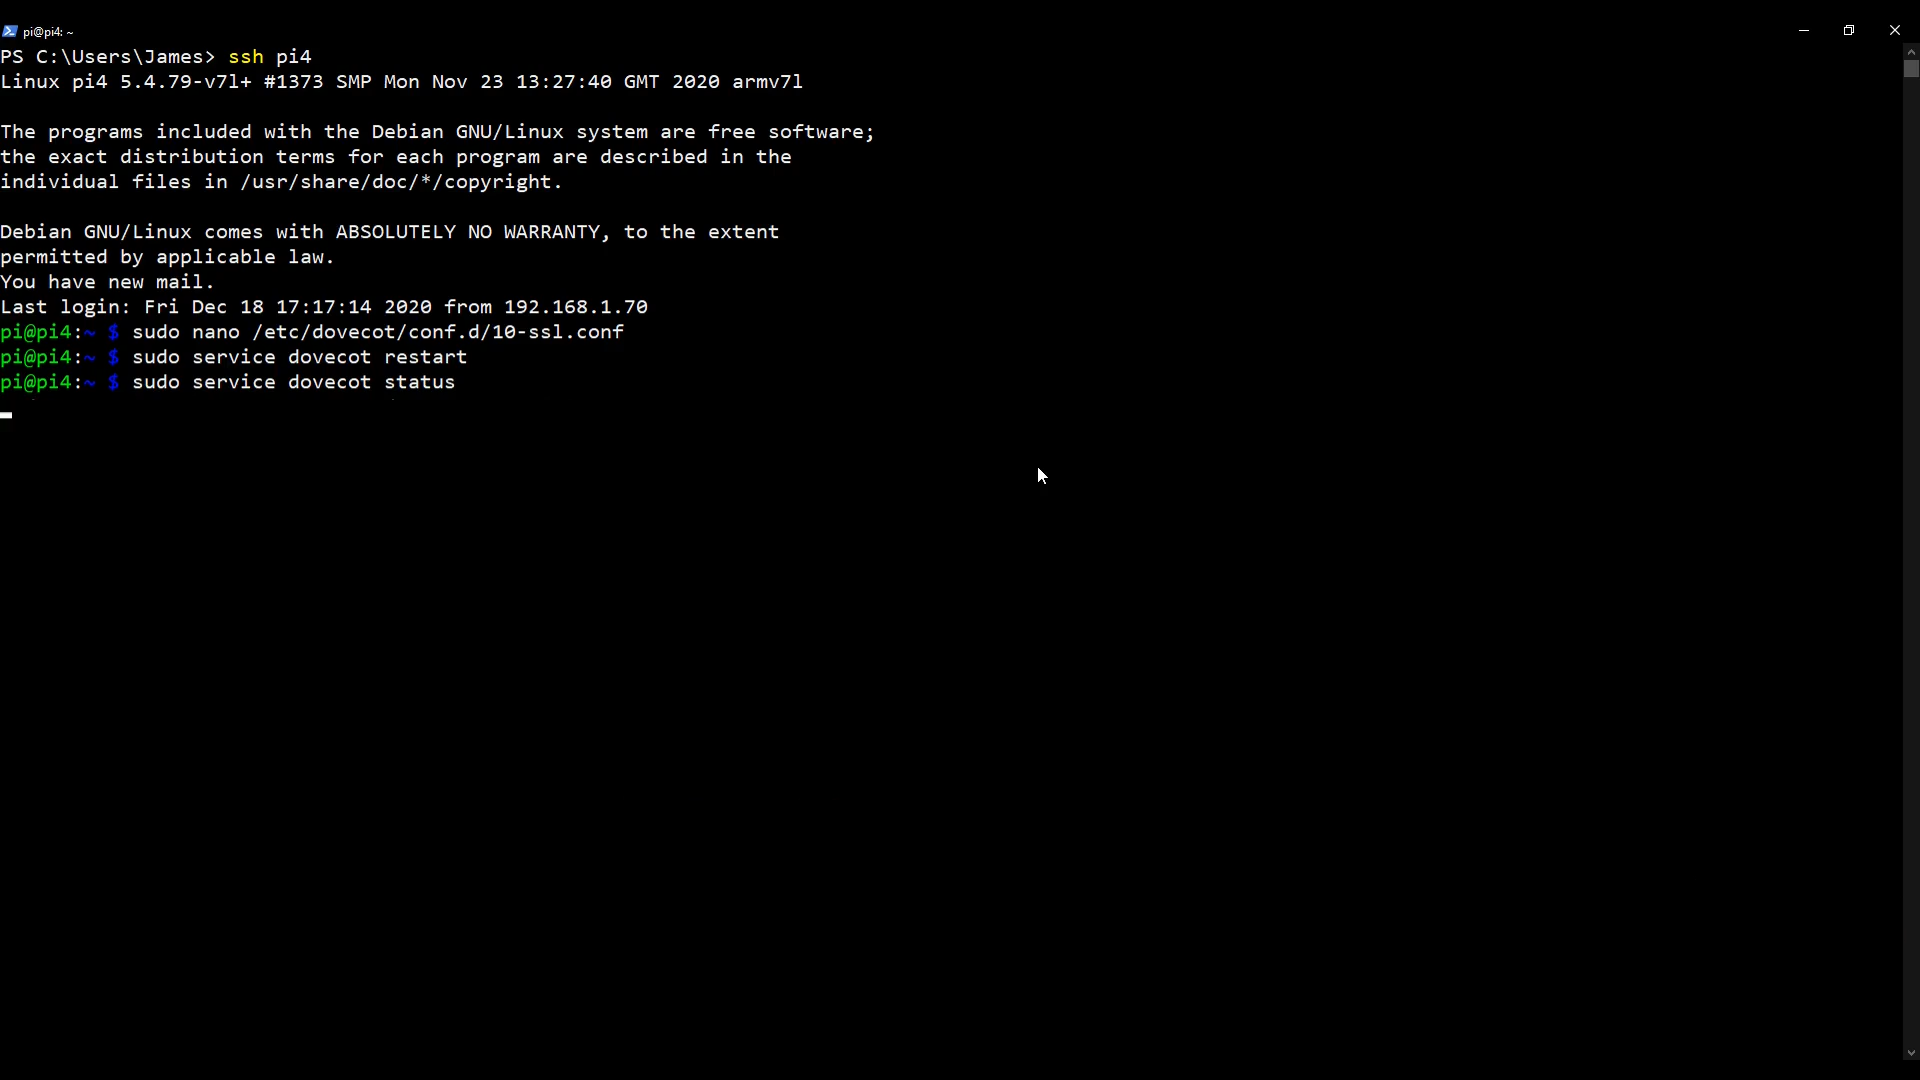 pi@pi4: ~
PS C:\Users\James> ssh pi4
Linux pi4 5.4.79-v7l+ #1373 SMP Mon Nov 23 13:27:40 GMT 2020 armv7l
The programs included with the Debian GNU/Linux system are free software;
the exact distribution terms for each program are described in the
individual files in /usr/share/doc/*/copyright.
Debian GNU/Linux comes with ABSOLUTELY NO WARRANTY, to the extent
permitted by applicable law.
You have new mail.
Last login: Fri Dec 18 17:17:14 2020 from 192.168.1.70
pi@pi4:~ $ sudo nano /etc/dovecot/conf.d/10-ssl.conf
pi@pi4:~ $ sudo service dovecot restart
pi@pi4:~ $ sudo service dovecot status